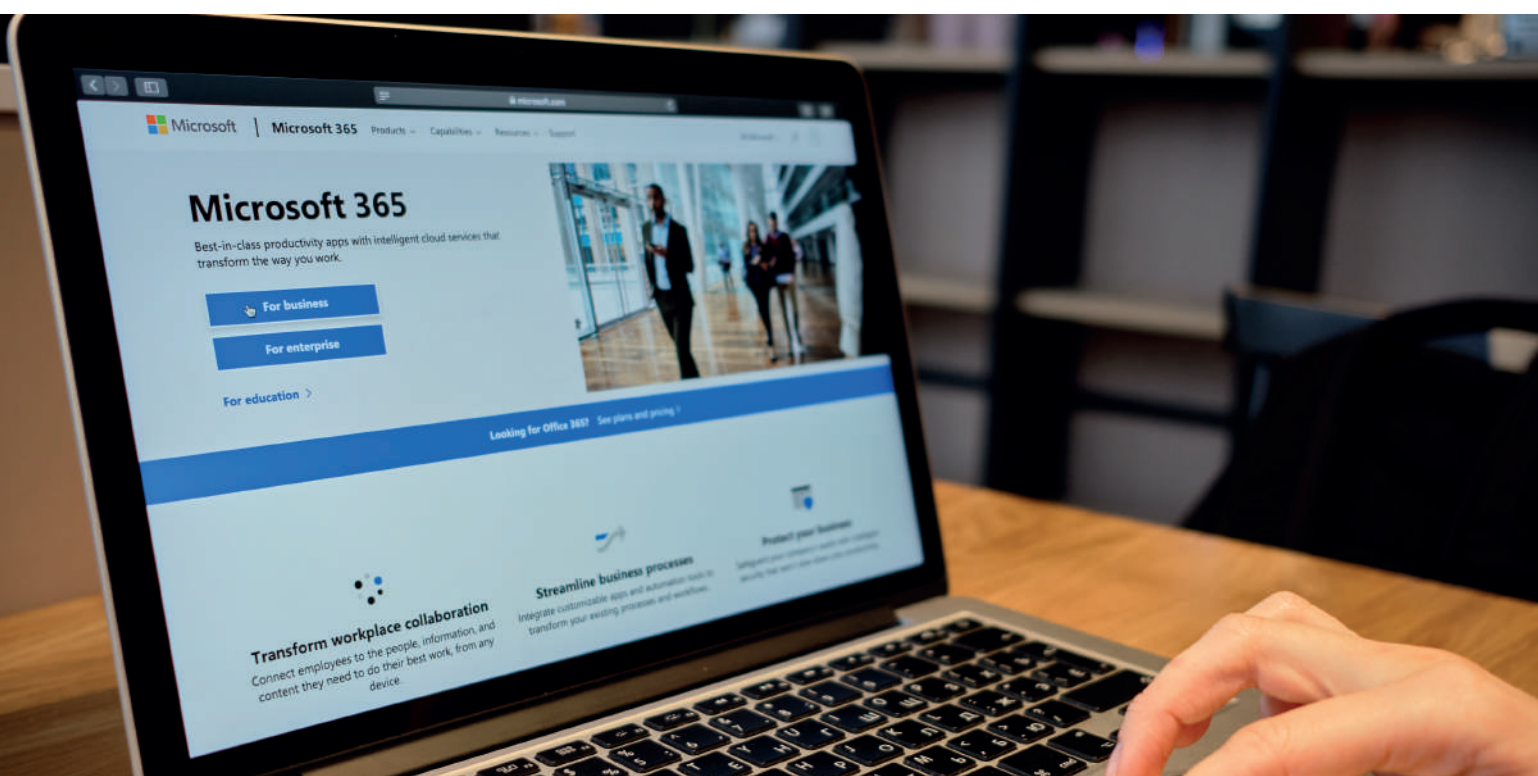 microsoft.com
Microsoft | Microsoft 365 Products Capabilities Resources Support
Microsoft 365
Best-in-class productivity apps with intelligent cloud services that
transform the way you work.
For business
For enterprise
For education >
Looking for Office 365? See plans and pricing >
Transform workplace collaboration
Connect employees to the people, information, and
content they need to do their best work, from any
device.
Streamline business processes
Integrate customizable apps and automation tools to
transform your existing processes and workflows.
Protect your business
cmd